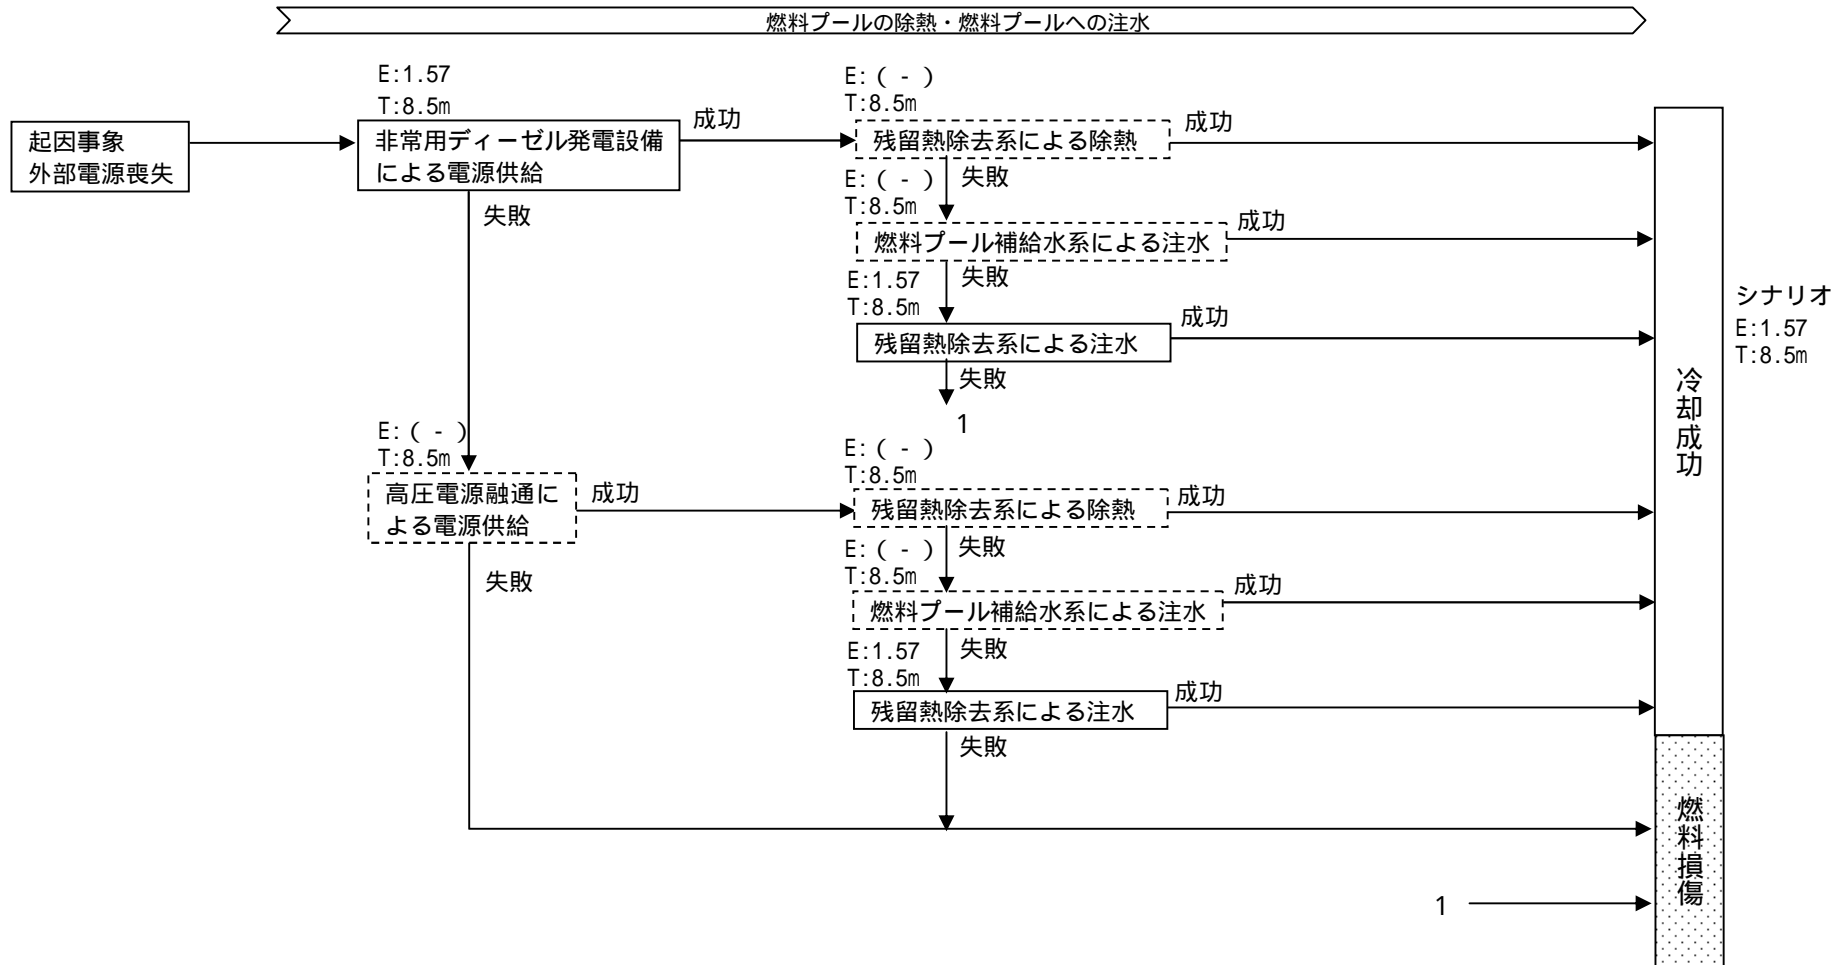 燃料プールの除熱・燃料プールへの注水
E:1.57
T:8.5m
起因事象
外部電源喪失
非常用ディーゼル発電設備
による電源供給
成功
失敗
E:( - )
T:8.5m
残留熱除去系による除熱
成功
失敗
E:( - )
T:8.5m
燃料プール補給水系による注水
成功
失敗
E:1.57
T:8.5m
残留熱除去系による注水
成功
失敗
1
E:( - )
T:8.5m
高圧電源融通に
よる電源供給
成功
失敗
E:( - )
T:8.5m
残留熱除去系による除熱
成功
失敗
E:( - )
T:8.5m
燃料プール補給水系による注水
成功
失敗
E:1.57
T:8.5m
残留熱除去系による注水
成功
失敗
1
冷却成功
燃料損傷
シナリオ
E:1.57
T:8.5m